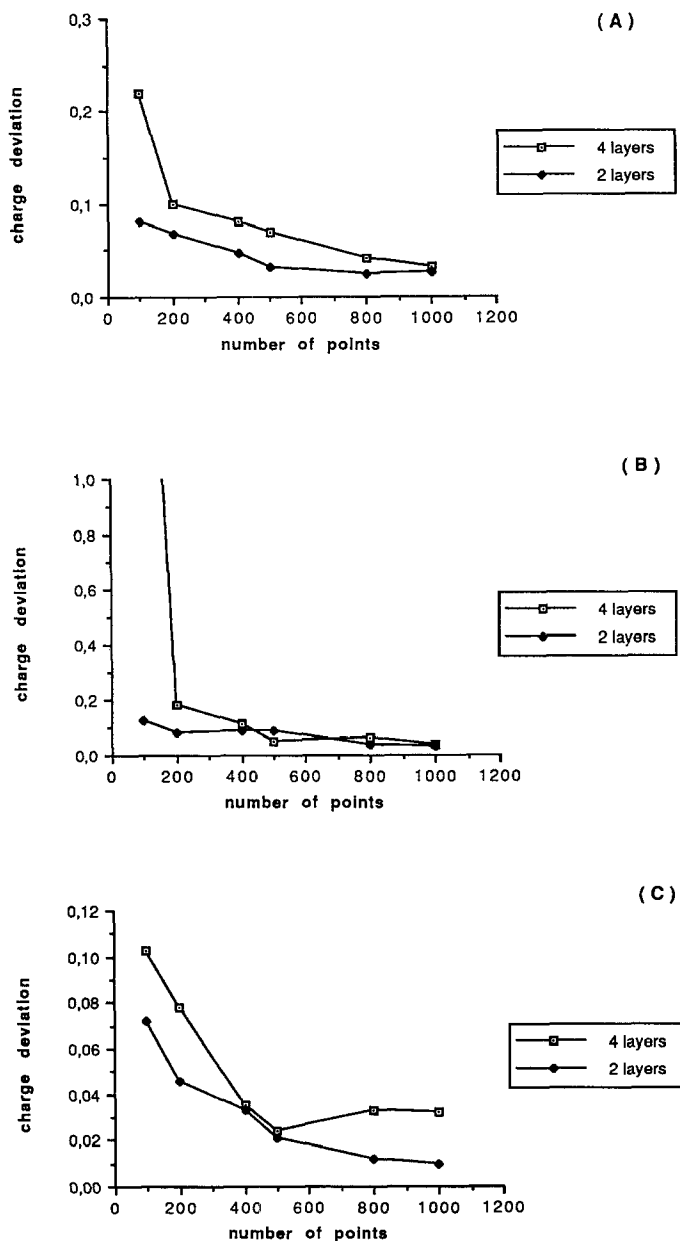 ( A )
0,3
0,2
0,1
0,0
charge deviation
0 200 400 600 800 1000 1200
number of points
4 layers
2 layers
( B )
1,0
0,8
0,6
0,4
0,2
0,0
charge deviation
0 200 400 600 800 1000 1200
number of points
4 layers
2 layers
( C )
0,12
0,10
0,08
0,06
0,04
0,02
0,00
charge deviation
0 200 400 600 800 1000 1200
number of points
4 layers
2 layers